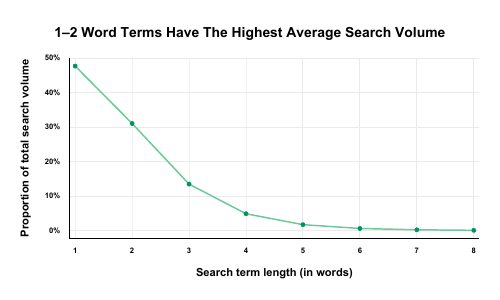 1–2 Word Terms Have The Highest Average Search Volume
Proportion of total search volume
50%
40%
30%
20%
10%
0%
1 2 3 4 5 6 7 8
Search term length (in words)